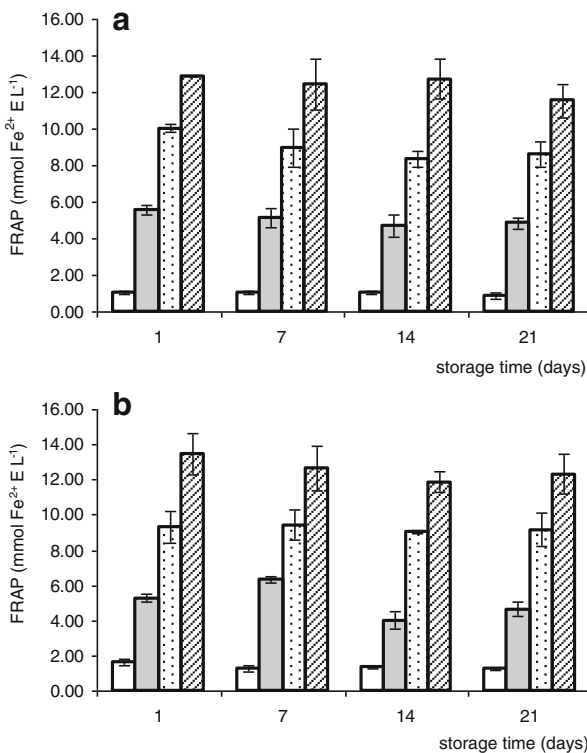 a
FRAP (mmol Fe²⁺ E L⁻¹)
16.00
14.00
12.00
10.00
8.00
6.00
4.00
2.00
0.00
1 7 14 21
storage time (days)
b
FRAP (mmol Fe²⁺ E L⁻¹)
16.00
14.00
12.00
10.00
8.00
6.00
4.00
2.00
0.00
1 7 14 21
storage time (days)